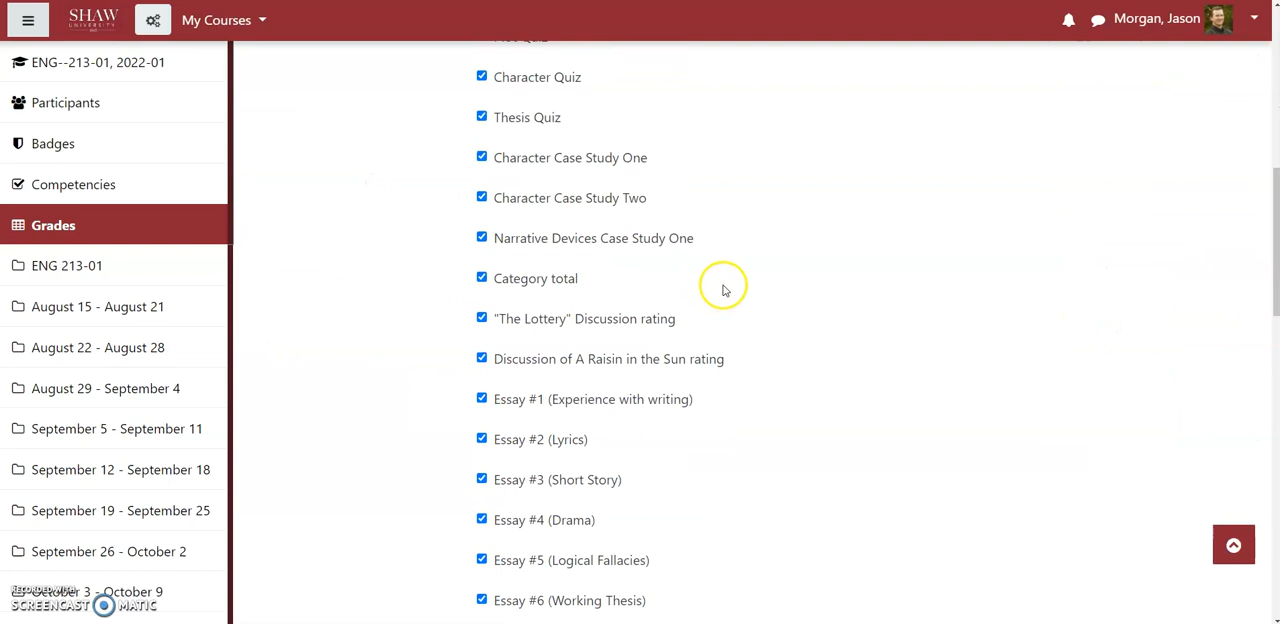 SHAW
UNIVERSITY
My Courses
Morgan, Jason
ENG--213-01, 2022-01
Participants
Badges
Competencies
Grades
ENG 213-01
August 15 - August 21
August 22 - August 28
August 29 - September 4
September 5 - September 11
September 12 - September 18
September 19 - September 25
September 26 - October 2
October 3 - October 9
RECORDED WITH
SCREENCAST MATIC
Character Quiz
Thesis Quiz
Character Case Study One
Character Case Study Two
Narrative Devices Case Study One
Category total
"The Lottery" Discussion rating
Discussion of A Raisin in the Sun rating
Essay #1 (Experience with writing)
Essay #2 (Lyrics)
Essay #3 (Short Story)
Essay #4 (Drama)
Essay #5 (Logical Fallacies)
Essay #6 (Working Thesis)